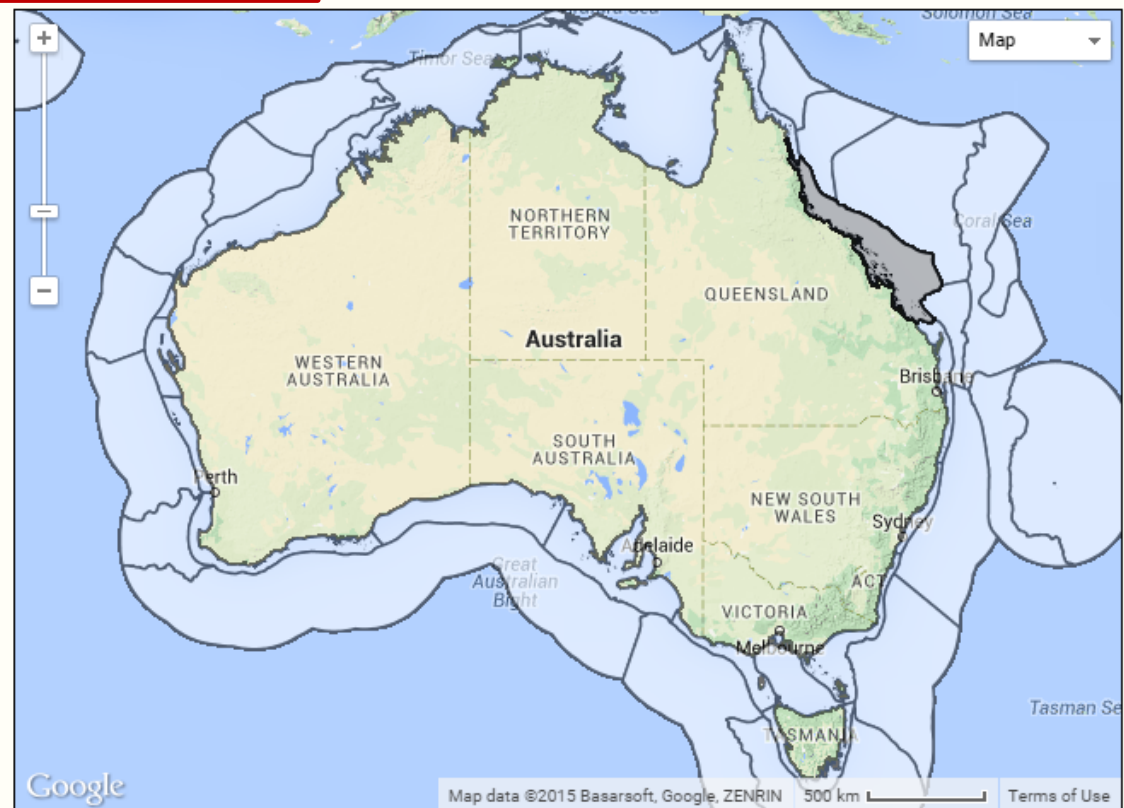 Solomon Sea
Map
Timor Sea
NORTHERN
TERRITORY
Coral Sea
QUEENSLAND
Australia
WESTERN
AUSTRALIA
Brisbane
SOUTH
AUSTRALIA
Perth
NEW SOUTH
WALES
Sydney
Adelaide
Great
Australian
Bight
ACT
VICTORIA
Melbourne
Tasman Se
TASMANIA
Google
Map data ©2015 Basarsoft, Google, ZENRIN
500 km
Terms of Use